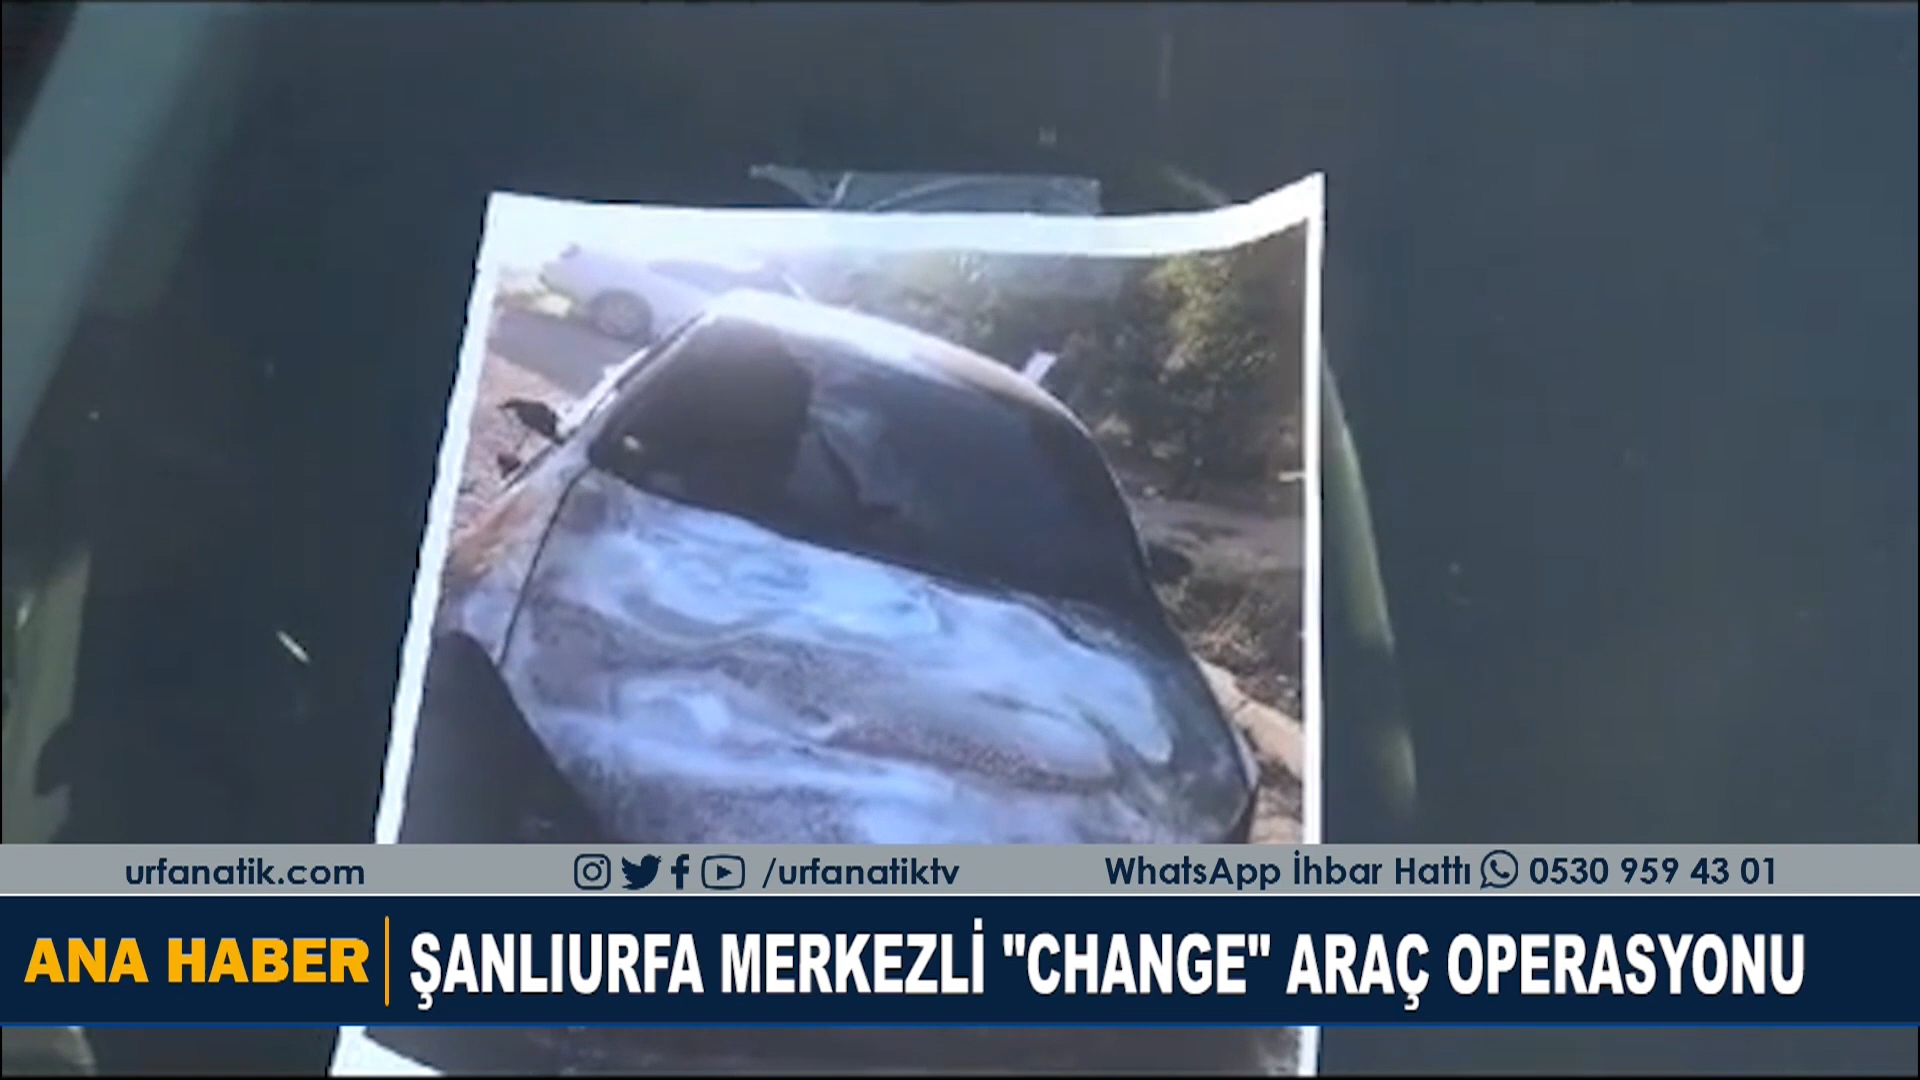 urfanatik.com /urfanatiktv WhatsApp İhbar Hattı 0530 959 43 01
ANA HABER ŞANLIURFA MERKEZLİ "CHANGE" ARAÇ OPERASYONU